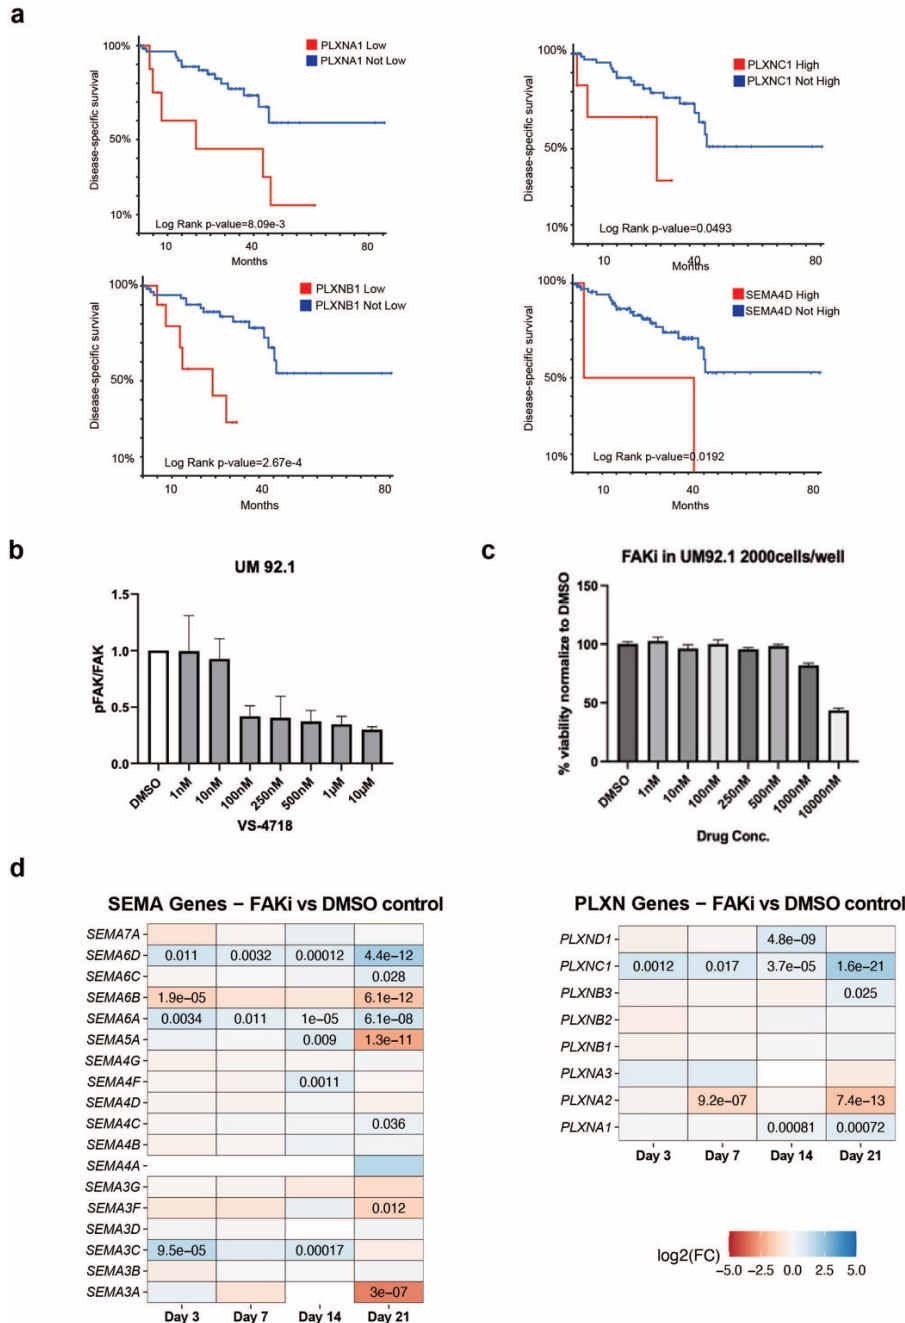 a
PLXNA1 Low
PLXNA1 Not Low
100%
50%
10%
Disease-specific survival
Log Rank p-value=8.09e-3
10 40 80
Months
PLXNC1 High
PLXNC1 Not High
100%
50%
10%
Disease-specific survival
Log Rank p-value=0.0493
10 40 80
Months
PLXNB1 Low
PLXNB1 Not Low
100%
50%
10%
Disease-specific survival
Log Rank p-value=2.67e-4
10 40 80
Months
SEMA4D High
SEMA4D Not High
100%
50%
10%
Disease-specific survival
Log Rank p-value=0.0192
10 40 80
Months
b
UM 92.1
1.5
1.0
0.5
0.0
pFAK/FAK
DMSO 1nM 10nM 100nM 250nM 500nM 1μM 10μM
VS-4718
c
FAKi in UM92.1 2000cells/well
150
100
50
0
% viability normalize to DMSO
DMSO 1nM 10nM 100nM 250nM 500nM 1000nM 10000nM
Drug Conc.
d
SEMA Genes − FAKi vs DMSO control
SEMA7A
SEMA6D 0.011 0.0032 0.00012 4.4e−12
SEMA6C 0.028
SEMA6B 1.9e−05 6.1e−12
SEMA6A 0.0034 0.011 1e−05 6.1e−08
SEMA5A 0.009 1.3e−11
SEMA4G
SEMA4F 0.0011
SEMA4D
SEMA4C 0.036
SEMA4B
SEMA4A
SEMA3G
SEMA3F 0.012
SEMA3D
SEMA3C 9.5e−05 0.00017
SEMA3B
SEMA3A 3e−07
Day 3 Day 7 Day 14 Day 21
PLXN Genes − FAKi vs DMSO control
PLXND1 4.8e−09
PLXNC1 0.0012 0.017 3.7e−05 1.6e−21
PLXNB3 0.025
PLXNB2
PLXNB1
PLXNA3
PLXNA2 9.2e−07 7.4e−13
PLXNA1 0.00081 0.00072
Day 3 Day 7 Day 14 Day 21
log2(FC)
−5.0 −2.5 0.0 2.5 5.0